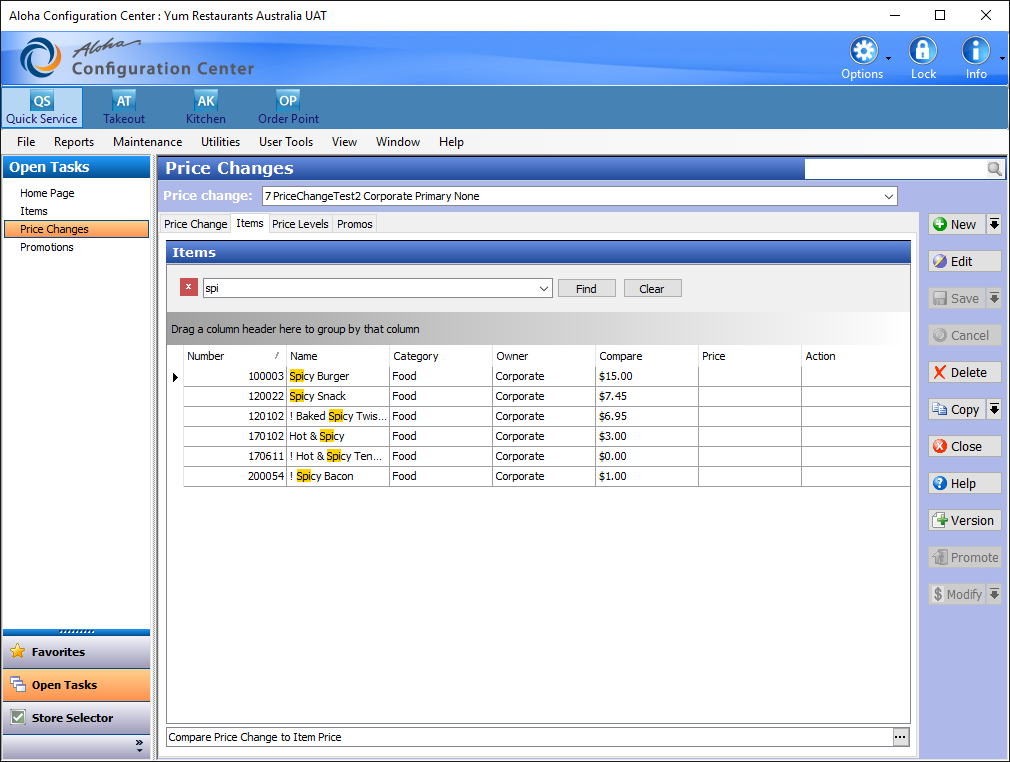 Aloha Configuration Center : Yum Restaurants Australia UAT
Aloha
Configuration Center
Options Lock Info
QS AT AK OP
Quick Service Takeout Kitchen Order Point
File Reports Maintenance Utilities User Tools View Window Help
Open Tasks
Home Page
Items
Price Changes
Promotions
Favorites
Open Tasks
Store Selector
Price Changes
Price change: 7 PriceChangeTest2 Corporate Primary None
Price Change Items Price Levels Promos
Items
x spi Find Clear
Drag a column header here to group by that column
Number Name Category Owner Compare Price Action
100003 Spicy Burger Food Corporate $15.00
120022 Spicy Snack Food Corporate $7.45
120102 ! Baked Spicy Twis... Food Corporate $6.95
170102 Hot & Spicy Food Corporate $3.00
170611 ! Hot & Spicy Ten... Food Corporate $0.00
200054 ! Spicy Bacon Food Corporate $1.00
Compare Price Change to Item Price ...
New
Edit
Save
Cancel
Delete
Copy
Close
Help
Version
Promote
Modify